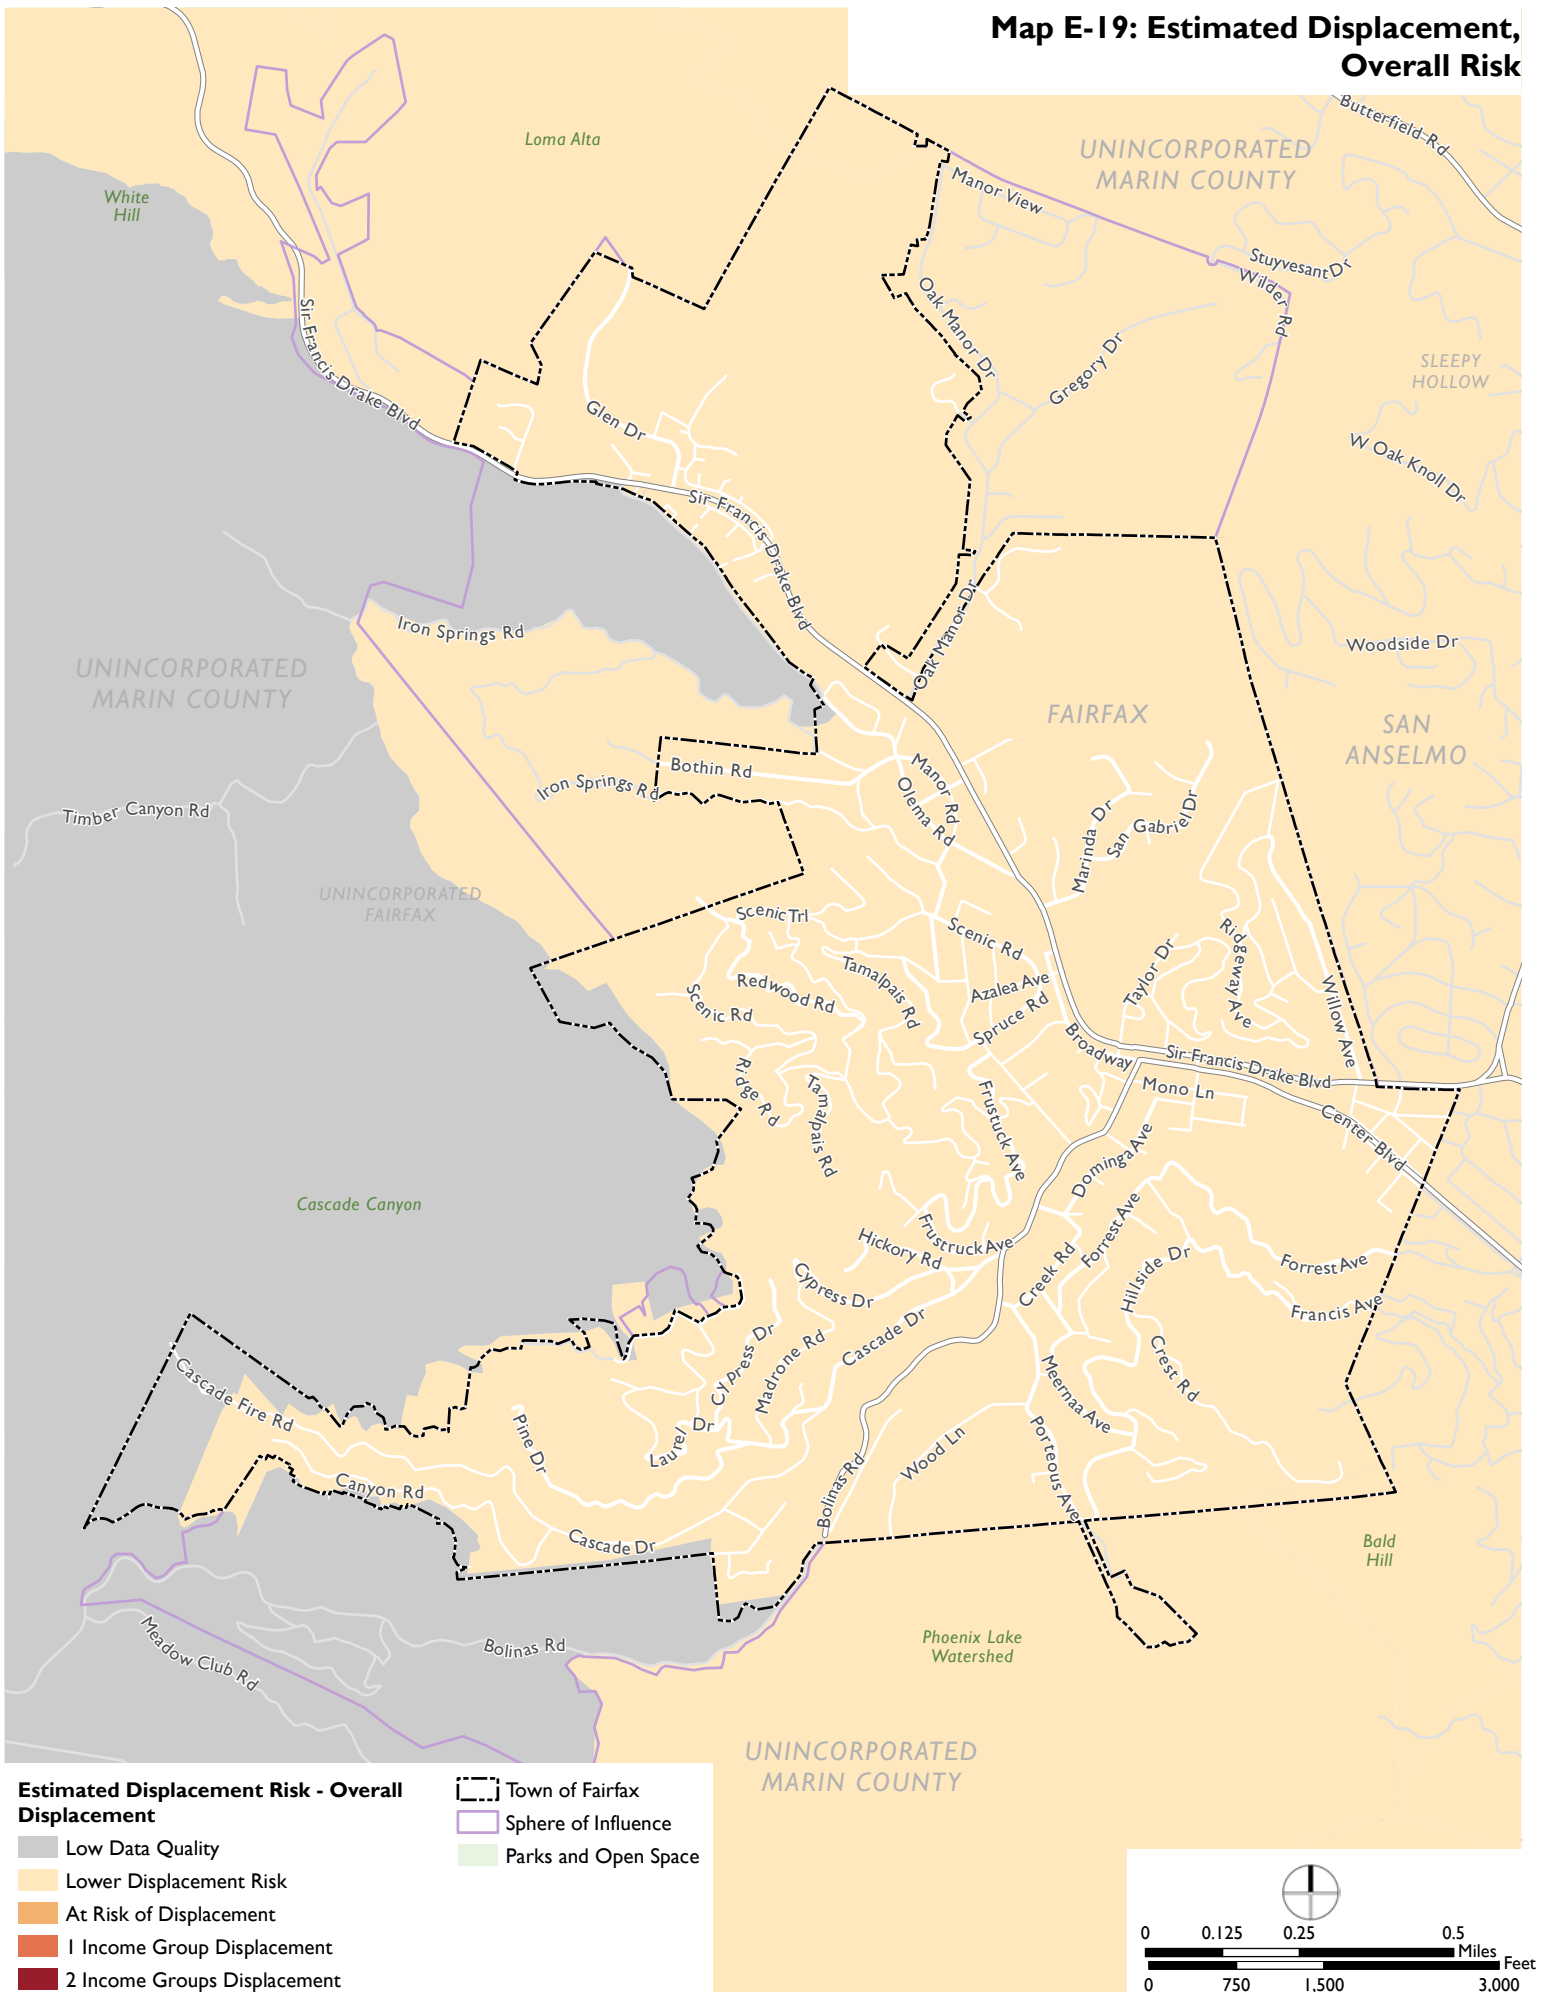 Map E-19: Estimated Displacement,
Overall Risk
Butterfield Rd
Loma Alta
UNINCORPORATED
MARIN COUNTY
White
Hill
Manor View
Stuyvesant Dr
Wilder Rd
Sir Francis Drake Blvd
Oak Manor Dr
Gregory Dr
SLEEPY
HOLLOW
Glen Dr
W Oak Knoll Dr
Sir Francis Drake Blvd
Iron Springs Rd
Oak Manor Dr
Woodside Dr
UNINCORPORATED
MARIN COUNTY
FAIRFAX
SAN
ANSELMO
Bothin Rd
Iron Springs Rd
Manor Rd
Olema Rd
Timber Canyon Rd
Marinda Dr
San Gabriel Dr
UNINCORPORATED
FAIRFAX
Scenic Trl
Scenic Rd
Ridgeway Ave
Taylor Dr
Tamalpais Rd
Redwood Rd
Azalea Ave
Scenic Rd
Spruce Rd
Willow Ave
Broadway
Sir Francis Drake Blvd
Ridge Rd
Tamalpais Rd
Mono Ln
Frustuck Ave
Center Blvd
Dominga Ave
Cascade Canyon
Forrest Ave
Frustruck Ave
Hickory Rd
Creek Rd
Hillside Dr
Forrest Ave
Cypress Dr
Francis Ave
Cascade Dr
Cypress Dr
Madrone Rd
Crest Rd
Cascade Fire Rd
Meernaa Ave
Pine Dr
Laurel Dr
Wood Ln
Porteous Ave
Canyon Rd
Bolinas Rd
Cascade Dr
Bald
Hill
Meadow Club Rd
Bolinas Rd
Phoenix Lake
Watershed
UNINCORPORATED
MARIN COUNTY
Estimated Displacement Risk - Overall
Displacement
Low Data Quality
Lower Displacement Risk
At Risk of Displacement
1 Income Group Displacement
2 Income Groups Displacement
Town of Fairfax
Sphere of Influence
Parks and Open Space
0 0.125 0.25 0.5
Miles
Feet
0 750 1,500 3,000